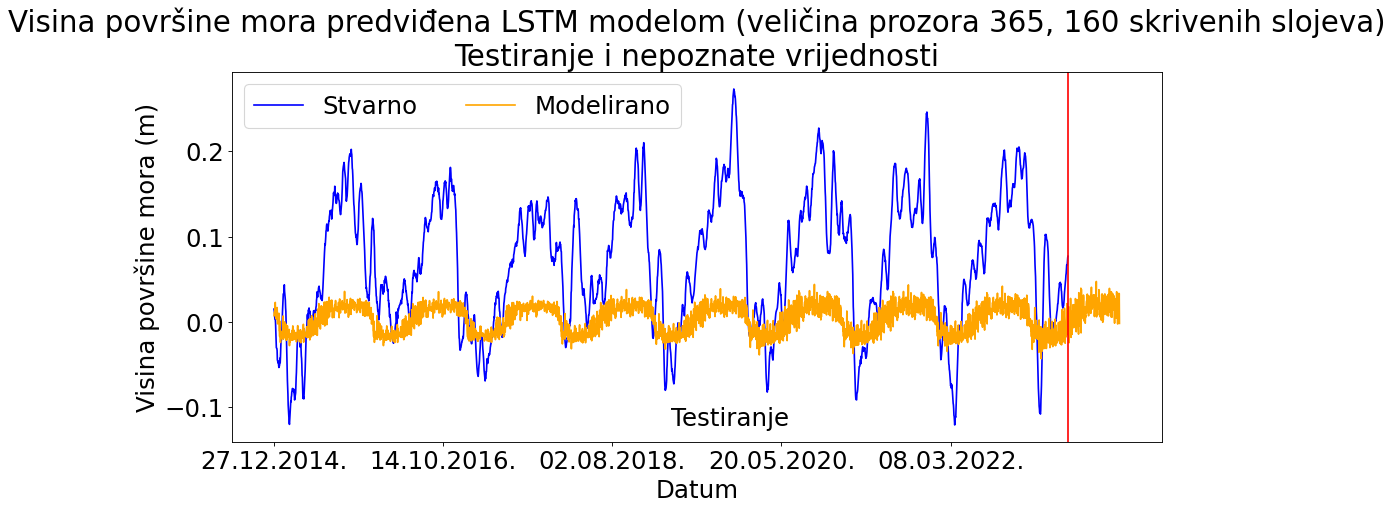 Visina površine mora predviđena LSTM modelom (veličina prozora 365, 160 skrivenih slojeva)
Testiranje i nepoznate vrijednosti
Stvarno
Modelirano
Visina površine mora (m)
0.2
0.1
0.0
−0.1
Testiranje
27.12.2014.
14.10.2016.
02.08.2018.
20.05.2020.
08.03.2022.
Datum